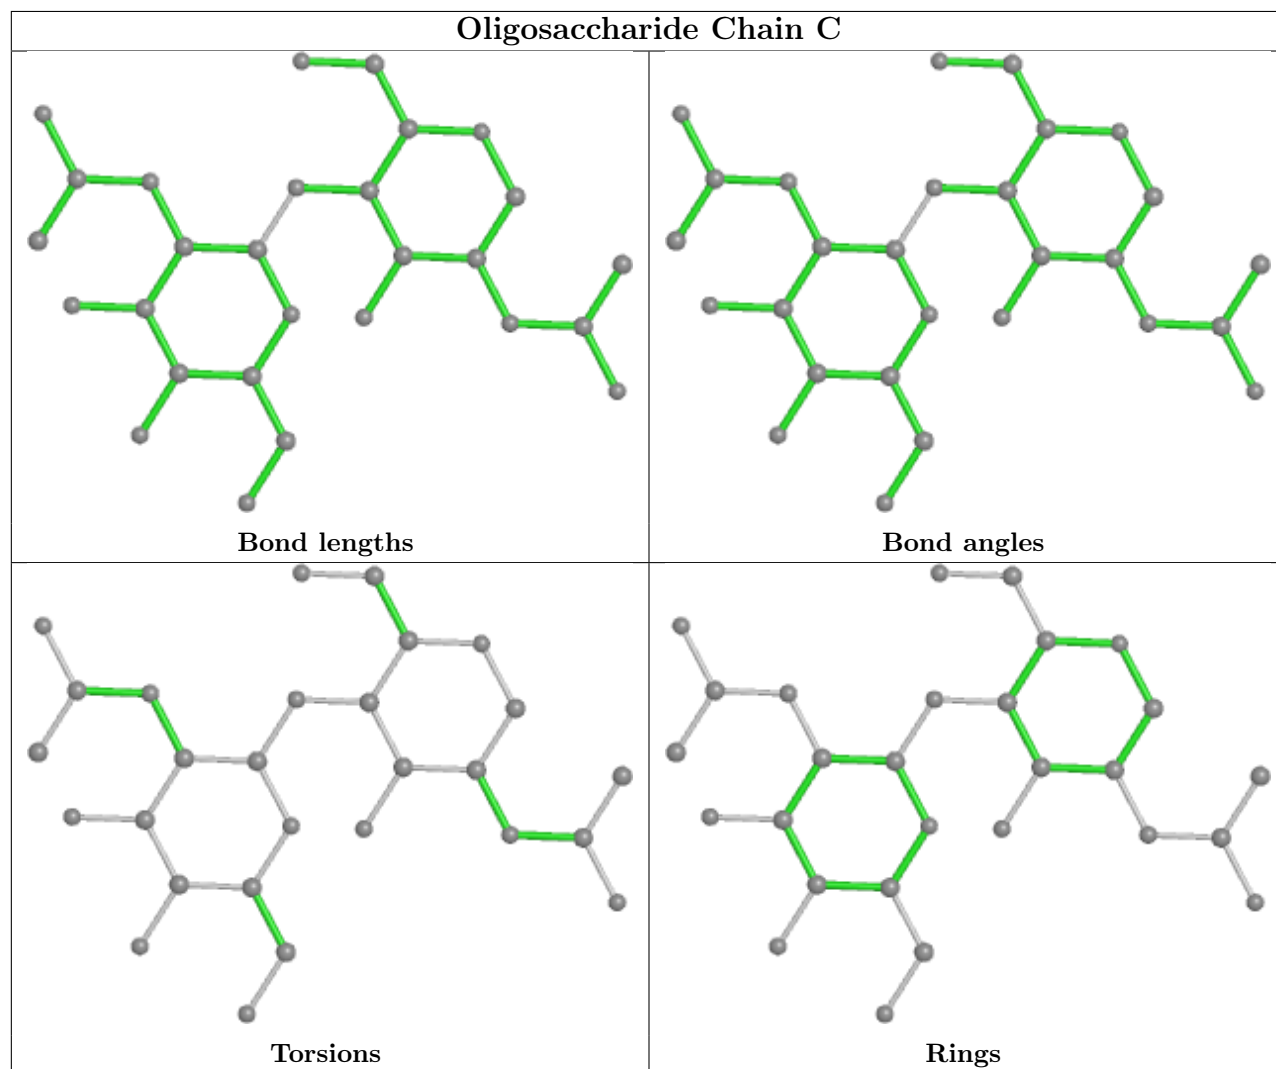 Oligosaccharide Chain C
Bond lengths
Bond angles
Torsions
Rings